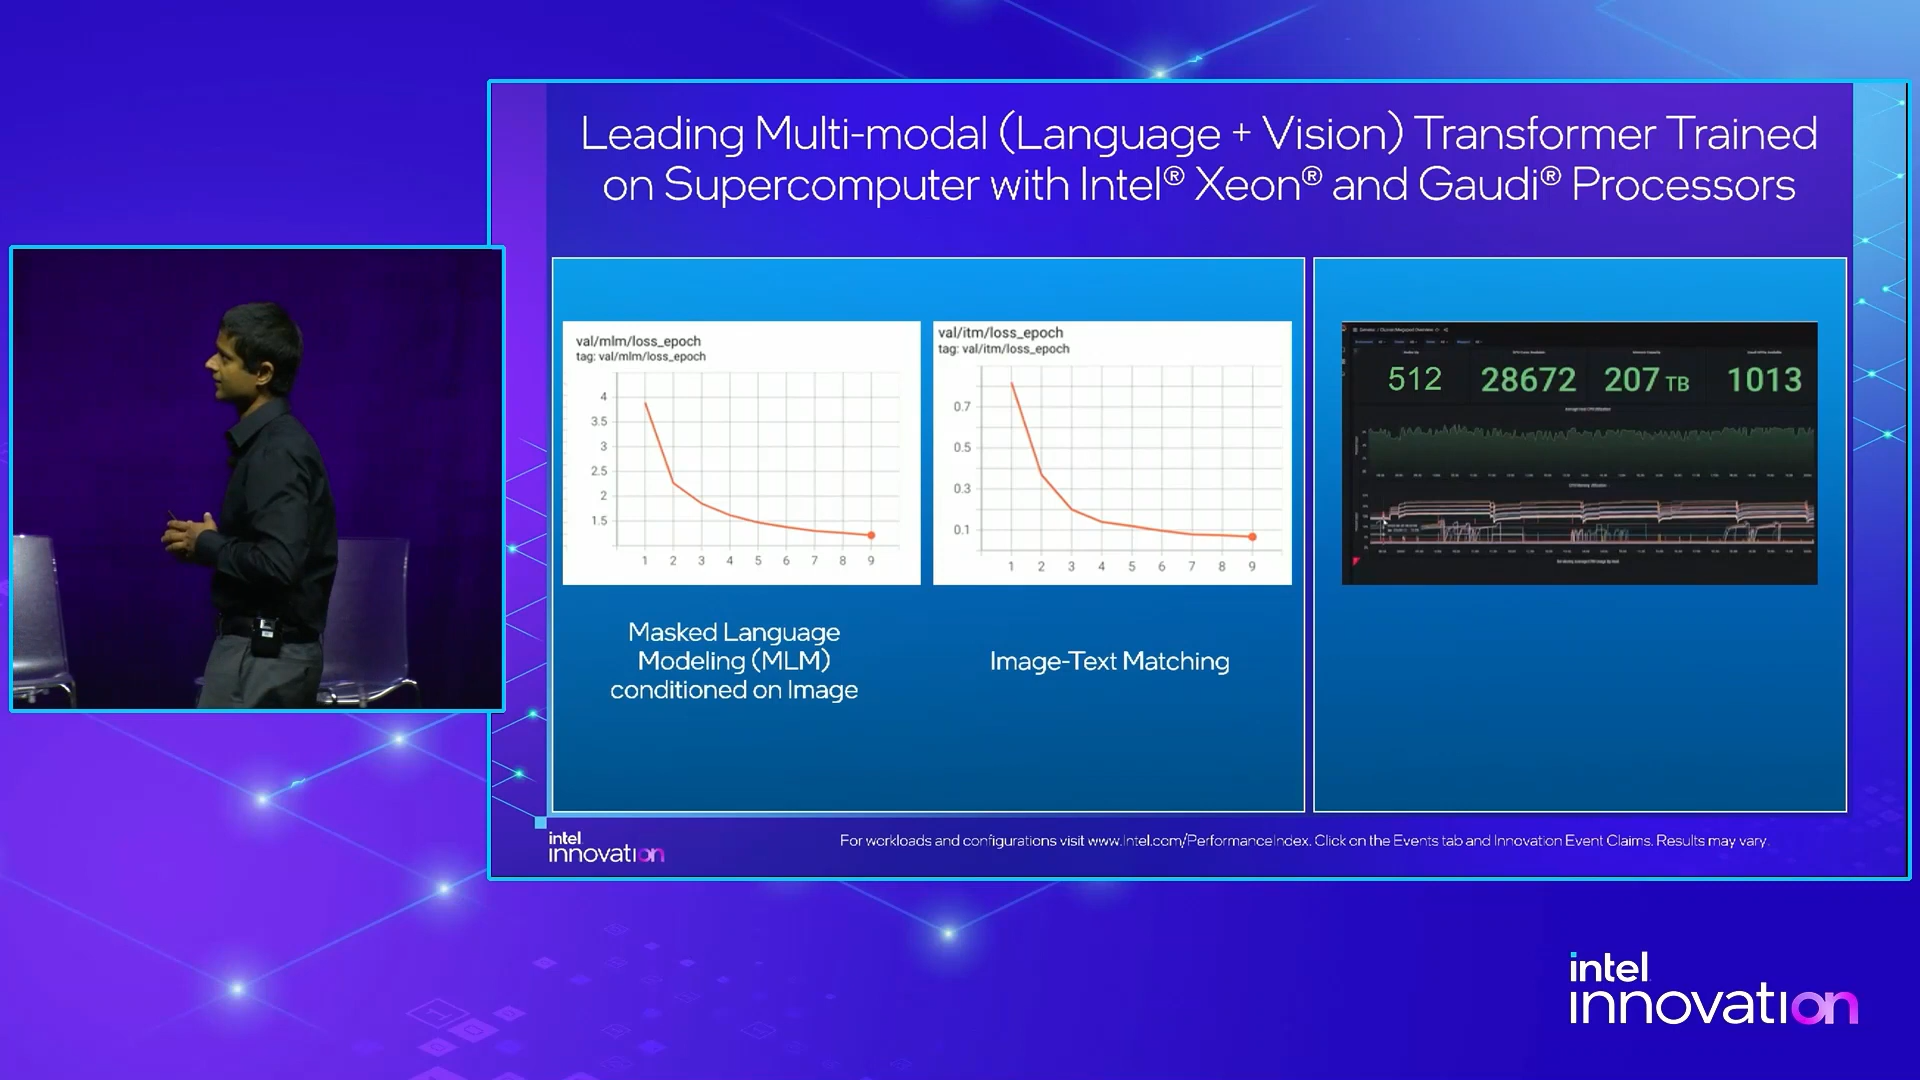 Leading Multi-modal (Language + Vision) Transformer Trained
on Supercomputer with Intel® Xeon® and Gaudi® Processors
val/mlm/loss_epoch
tag: val/mlm/loss_epoch
4
3.5
3
2.5
2
1.5
1 2 3 4 5 6 7 8 9
Masked Language
Modeling (MLM)
conditioned on Image
val/itm/loss_epoch
tag: val/itm/loss_epoch
0.7
0.5
0.3
0.1
1 2 3 4 5 6 7 8 9
Image-Text Matching
512 28672 207 TB 1013
intel
innovation
For workloads and configurations visit www.Intel.com/PerformanceIndex. Click on the Events tab and Innovation Event Claims. Results may vary.
intel
innovation